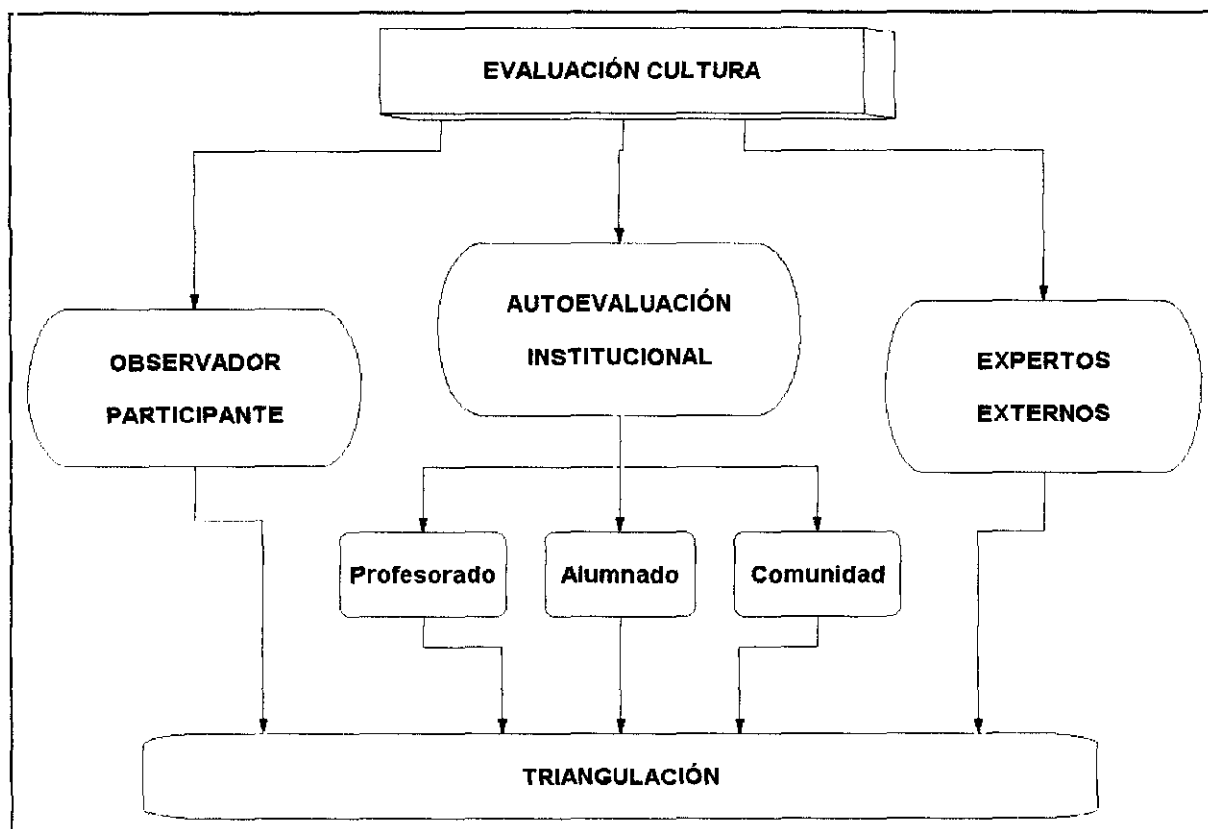 EVALUACIÓN CULTURA
OBSERVADOR
PARTICIPANTE
AUTOEVALUACIÓN
INSTITUCIONAL
EXPERTOS
EXTERNOS
Profesorado
Alumnado
Comunidad
TRIANGULACIÓN